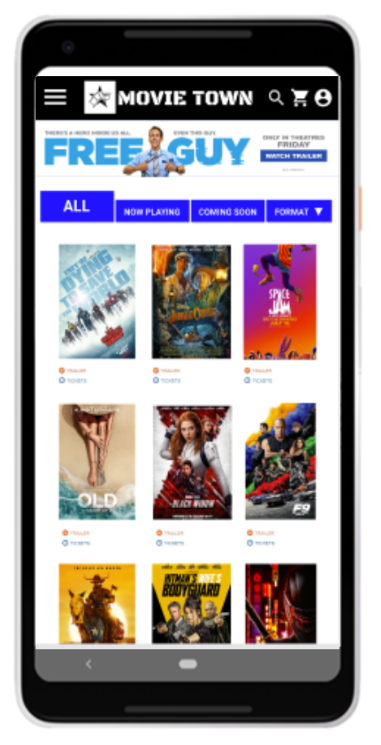 MOVIE TOWN
THERE'S A HERO INSIDE US ALL.
EVEN THIS GUY.
FREE GUY
ONLY IN THEATRES
FRIDAY
WATCH TRAILER
ALL
NOW PLAYING
COMING SOON
FORMAT
DYING
TO SAVE
THE WORLD
JUNGLE CRUISE
SPACE
JAM
TRAILER
TICKETS
TRAILER
TICKETS
TRAILER
TICKETS
OLD
BLACK WIDOW
F9
TRAILER
TICKETS
TRAILER
TICKETS
TRAILER
TICKETS
HITMAN'S WIFE'S
BODYGUARD